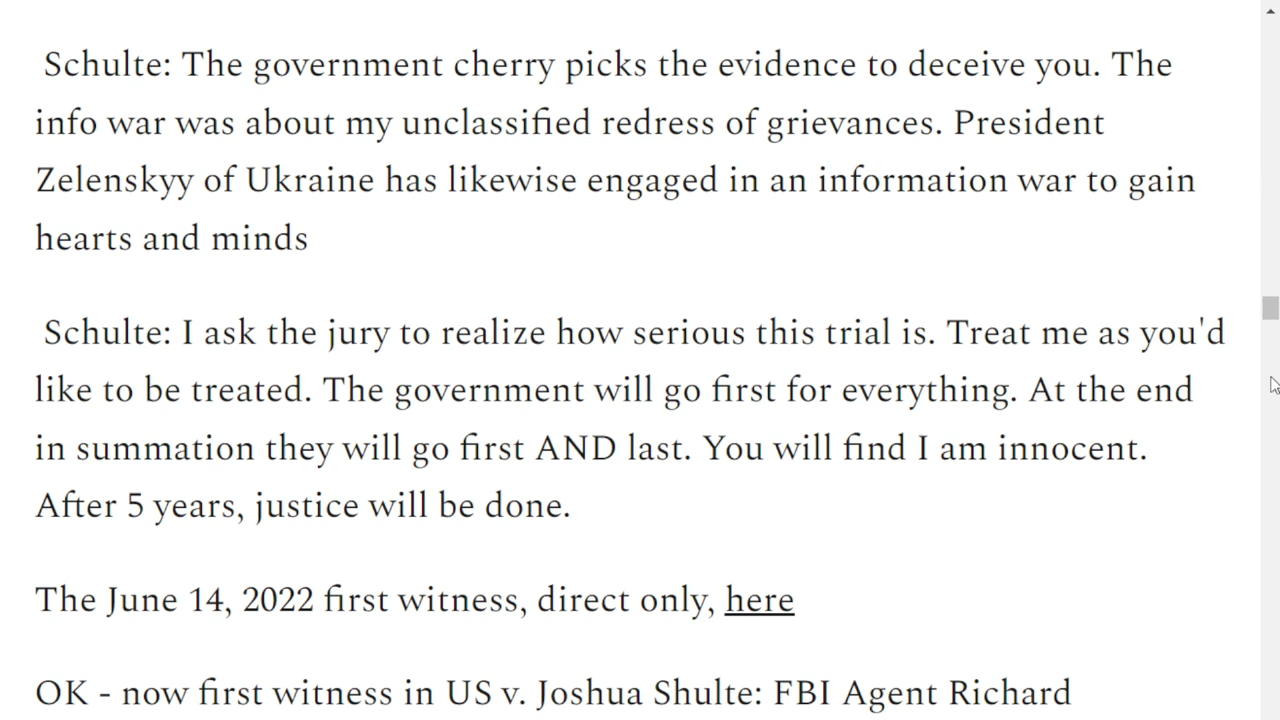 Schulte: The government cherry picks the evidence to deceive you. The
info war was about my unclassified redress of grievances. President
Zelenskyy of Ukraine has likewise engaged in an information war to gain
hearts and minds
Schulte: I ask the jury to realize how serious this trial is. Treat me as you'd
like to be treated. The government will go first for everything. At the end
in summation they will go first AND last. You will find I am innocent.
After 5 years, justice will be done.
The June 14, 2022 first witness, direct only, here
OK - now first witness in US v. Joshua Shulte: FBI Agent Richard